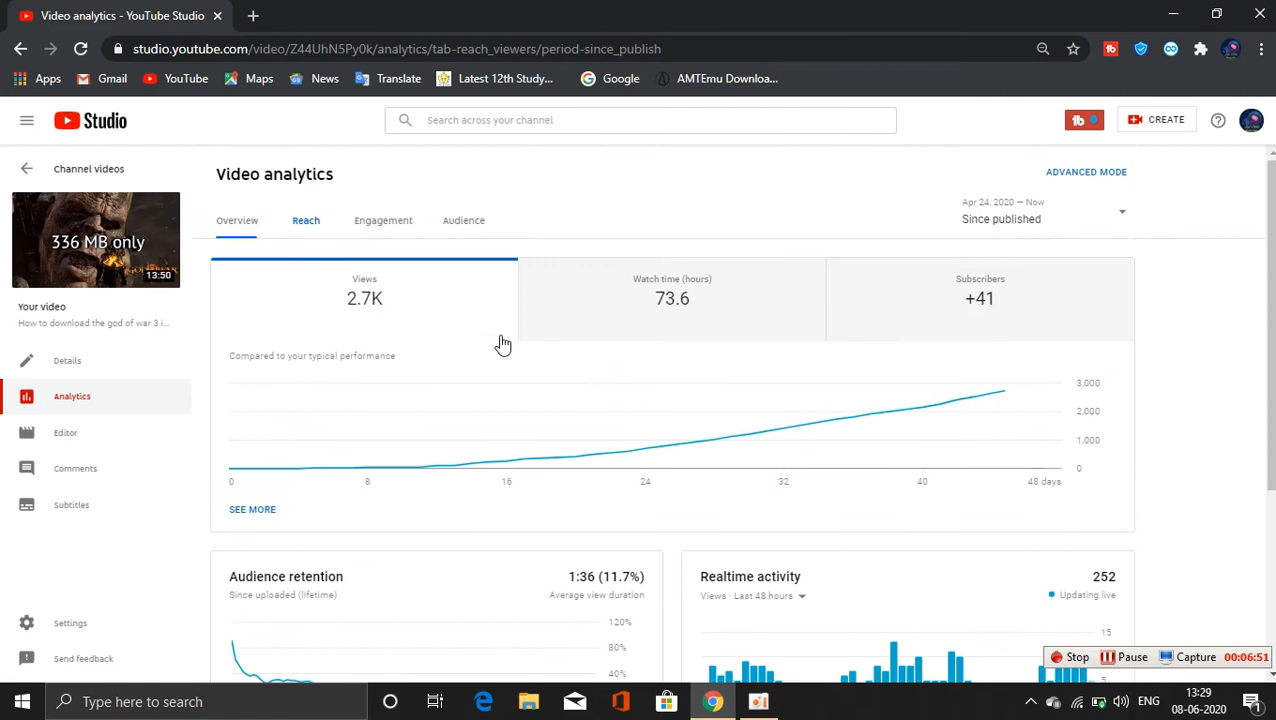 Video analytics - YouTube Studio
studio.youtube.com/video/Z44UhN5Py0k/analytics/tab-reach_viewers/period-since_publish
Apps Gmail YouTube Maps News Translate Latest 12th Study... Google AMTEmu Downloa...
Studio
Search across your channel
tb
CREATE
Channel videos
336 MB only
13:50
Your video
How to download the god of war 3 i...
Details
Analytics
Editor
Comments
Subtitles
Settings
Send feedback
Video analytics
ADVANCED MODE
Overview Reach Engagement Audience
Apr 24, 2020 — Now
Since published
Views
2.7K
Watch time (hours)
73.6
Subscribers
+41
Compared to your typical performance
3,000
2,000
1,000
0
0 8 16 24 32 40 48 days
SEE MORE
Audience retention 1:36 (11.7%)
Since uploaded (lifetime) Average view duration
120%
80%
40%
Realtime activity 252
Views · Last 48 hours Updating live
15
5
Stop Pause Capture 00:06:51
Type here to search
ENG
13:29
08-06-2020
1